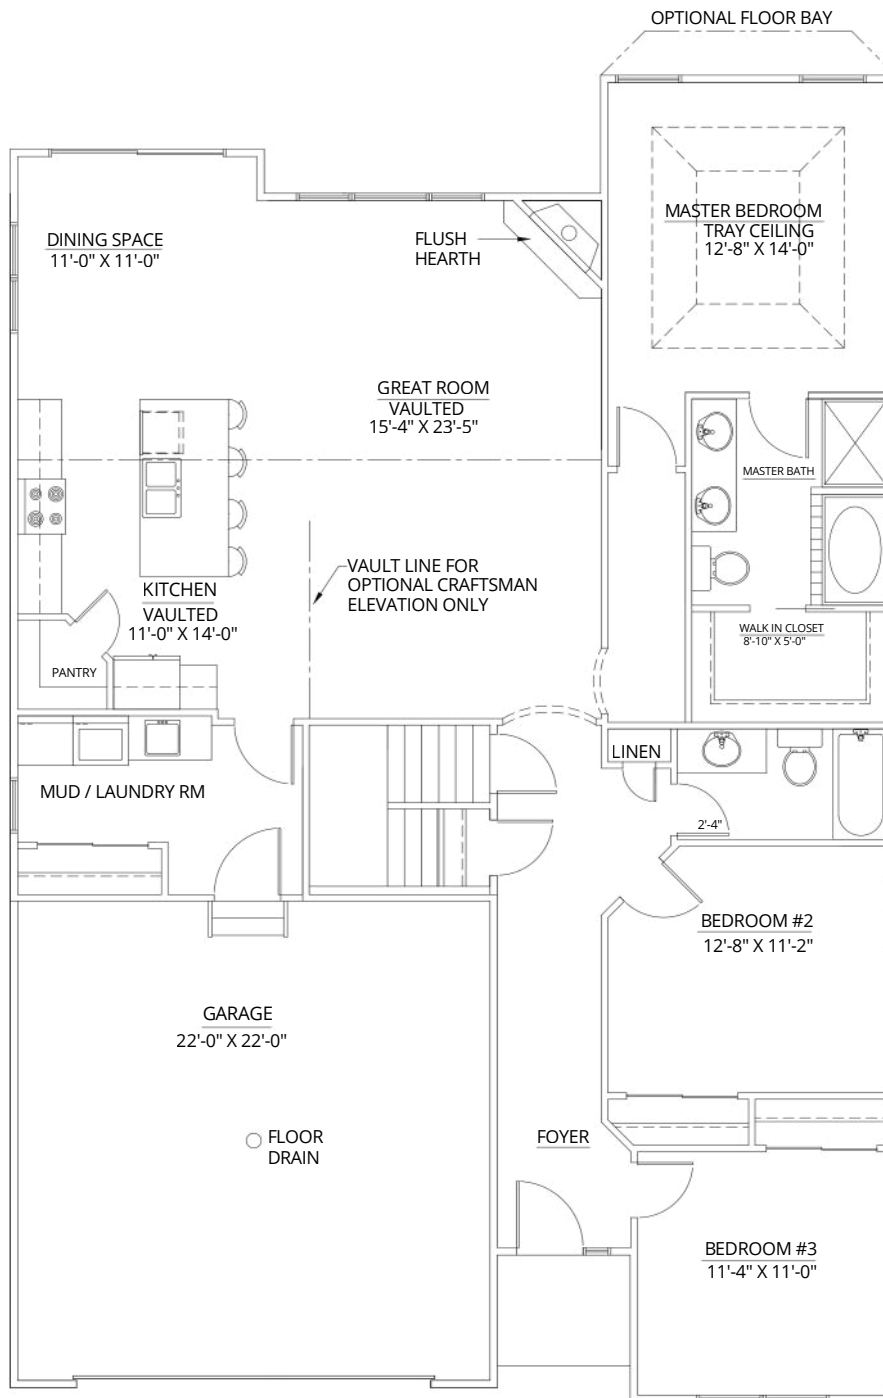 OPTIONAL FLOOR BAY
MASTER BEDROOM
TRAY CEILING
12'-8" X 14'-0"
DINING SPACE
11'-0" X 11'-0"
FLUSH
HEARTH
GREAT ROOM
VAULTED
15'-4" X 23'-5"
MASTER BATH
VAULT LINE FOR
OPTIONAL CRAFTSMAN
ELEVATION ONLY
KITCHEN
VAULTED
11'-0" X 14'-0"
WALK IN CLOSET
8'-10" X 5'-0"
PANTRY
LINEN
MUD / LAUNDRY RM
2'-4"
BEDROOM #2
12'-8" X 11'-2"
GARAGE
22'-0" X 22'-0"
FLOOR
DRAIN
FOYER
BEDROOM #3
11'-4" X 11'-0"